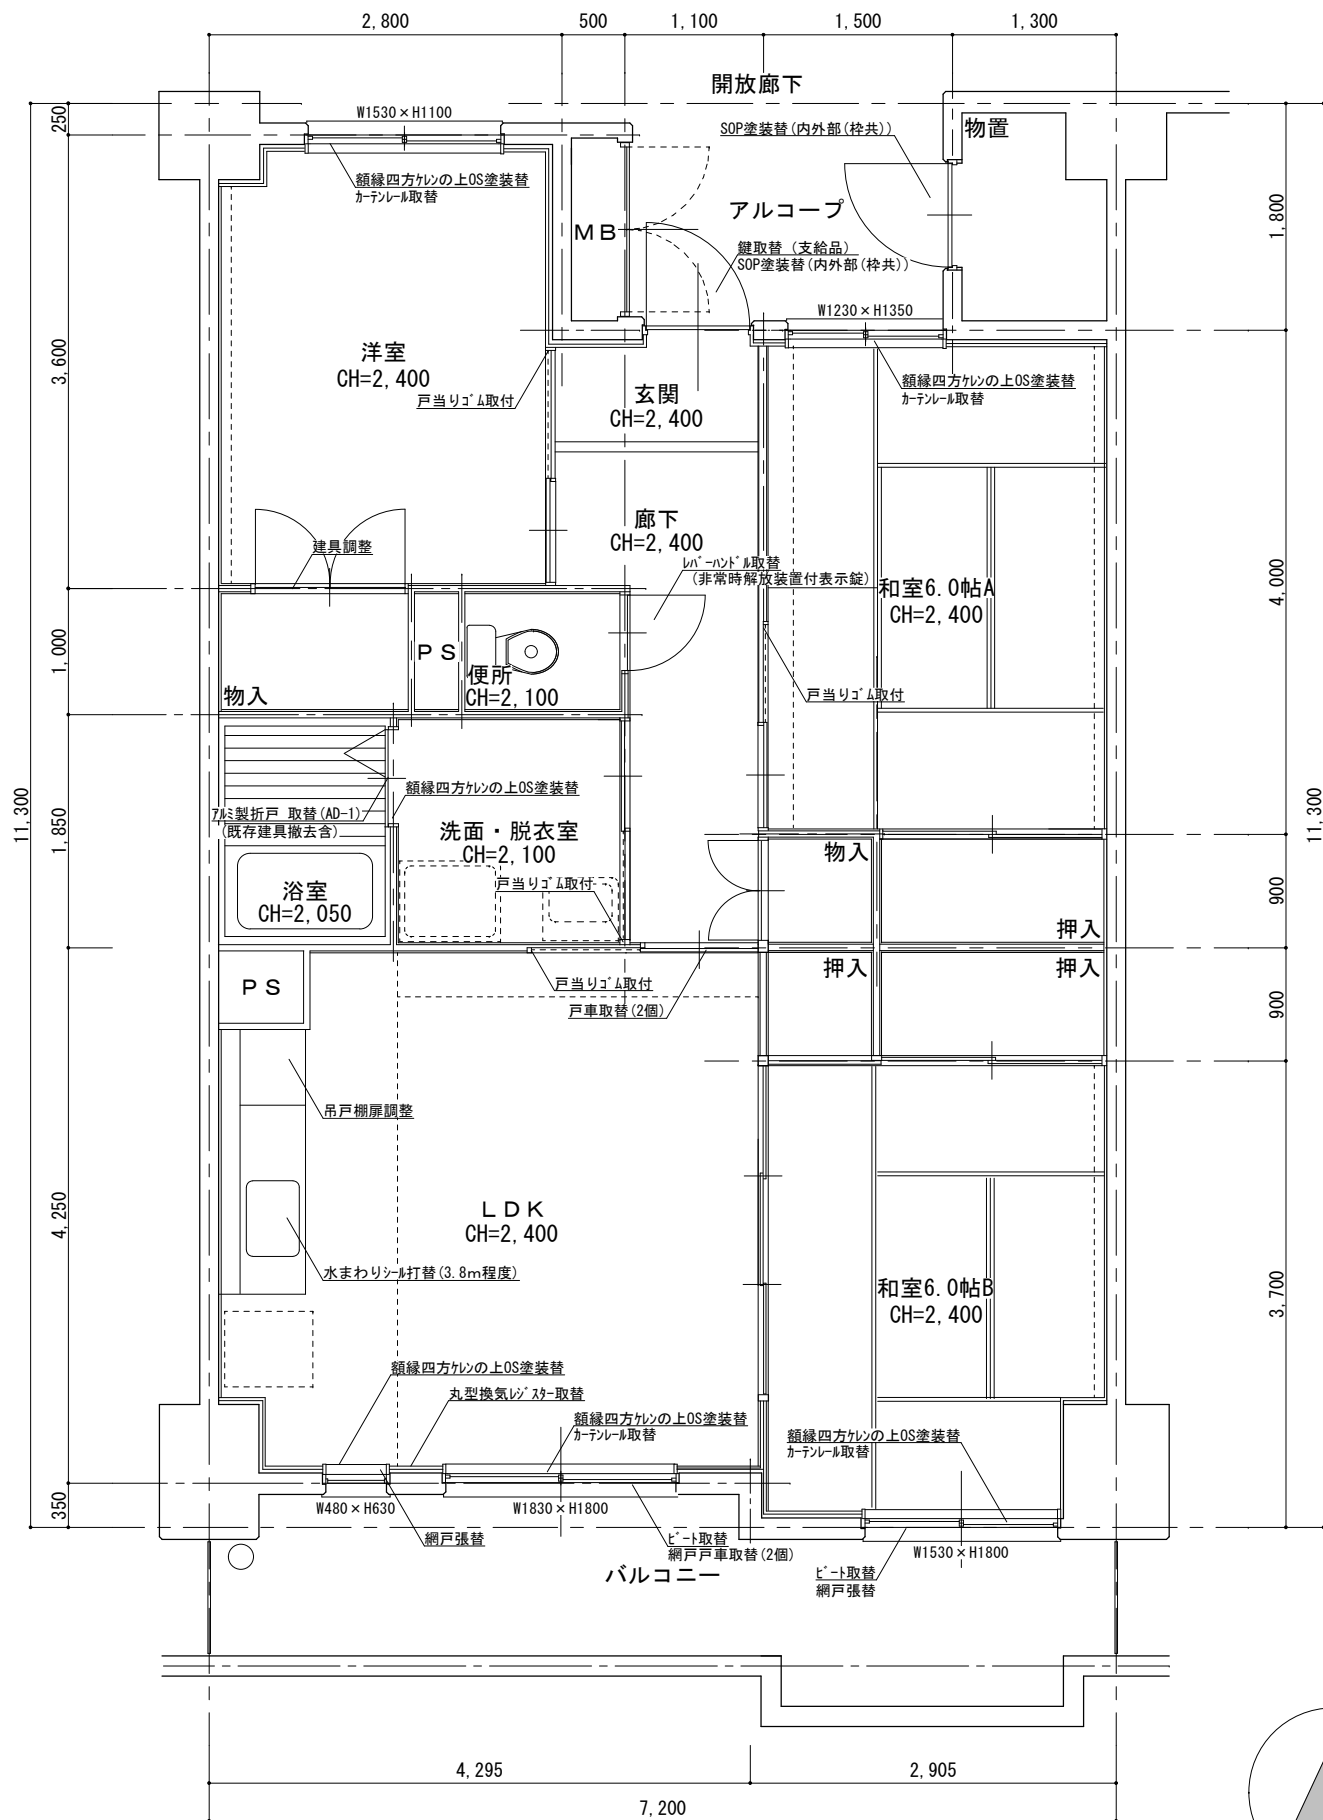 2,800
500
1,100
1,500
1,300
開放廊下
250
W1530×H1100
SOP塗装替(内外部(枠共))
物置
額縁四方ケレンの上OS塗装替
カーテンレール取替
アルコープ
1,800
MB
鍵取替(支給品)
SOP塗装替(内外部(枠共))
W1230×H1350
3,600
洋室
CH=2,400
戸当りゴム取付
玄関
CH=2,400
額縁四方ケレンの上OS塗装替
カーテンレール取替
廊下
CH=2,400
建具調整
レバーハンドル取替
(非常時解放装置付表示錠)
和室6.0帖A
CH=2,400
4,000
1,000
PS
便所
CH=2,100
物入
戸当りゴム取付
11,300
11,300
1,850
額縁四方ケレンの上OS塗装替
アルミ製折戸 取替(AD-1)
(既存建具撤去含)
洗面・脱衣室
CH=2,100
物入
戸当りゴム取付
浴室
CH=2,050
900
押入
押入
押入
PS
戸当りゴム取付
戸車取替(2個)
900
吊戸棚扉調整
4,250
LDK
CH=2,400
水まわりシール打替(3.8m程度)
和室6.0帖B
CH=2,400
3,700
額縁四方ケレンの上OS塗装替
丸型換気レジスター取替
額縁四方ケレンの上OS塗装替
カーテンレール取替
額縁四方ケレンの上OS塗装替
カーテンレール取替
350
W480×H630
W1830×H1800
網戸張替
ビート取替
網戸戸車取替(2個)
W1530×H1800
バルコニー
ビート取替
網戸張替
4,295
2,905
7,200